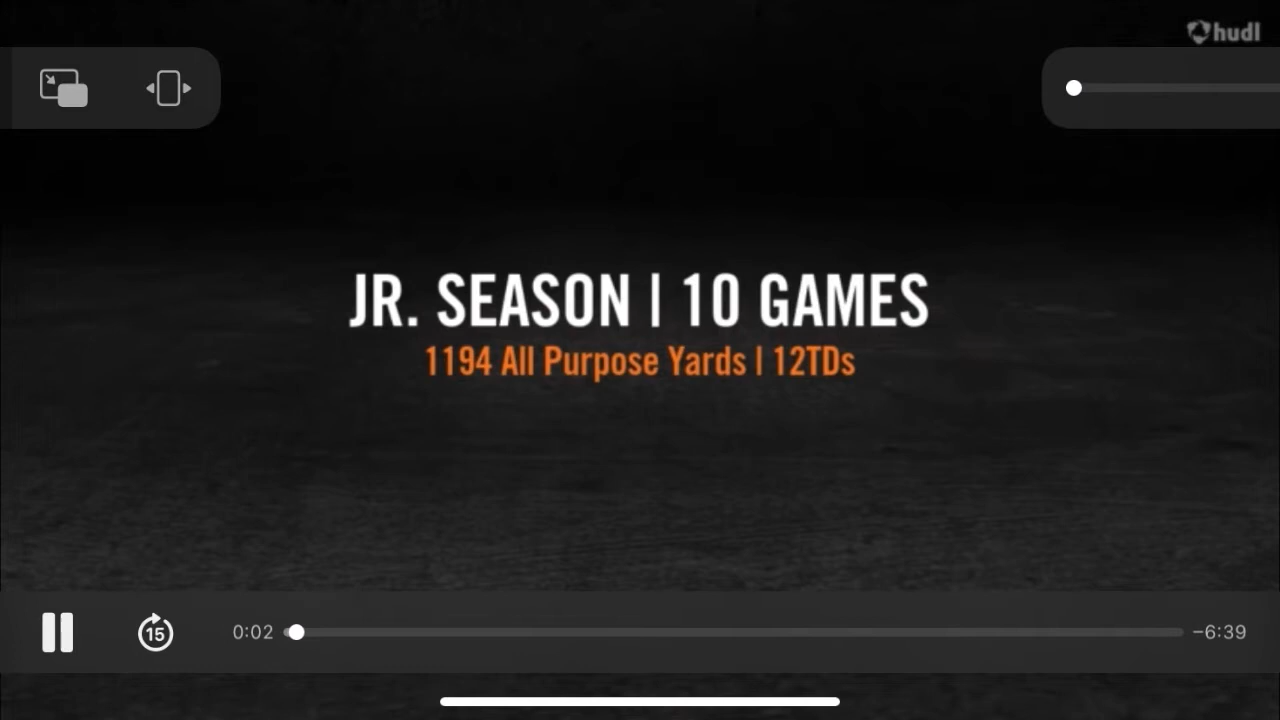 hudl
JR. SEASON | 10 GAMES
1194 All Purpose Yards | 12TDs
15
0:02
−6:39